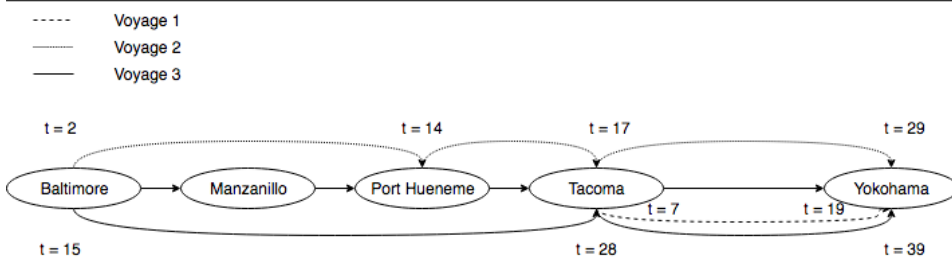 Voyage 1
Voyage 2
Voyage 3
t = 2 t = 14 t = 17 t = 29
Baltimore Manzanillo Port Hueneme Tacoma Yokohama
t = 7 t = 19
t = 15 t = 28 t = 39